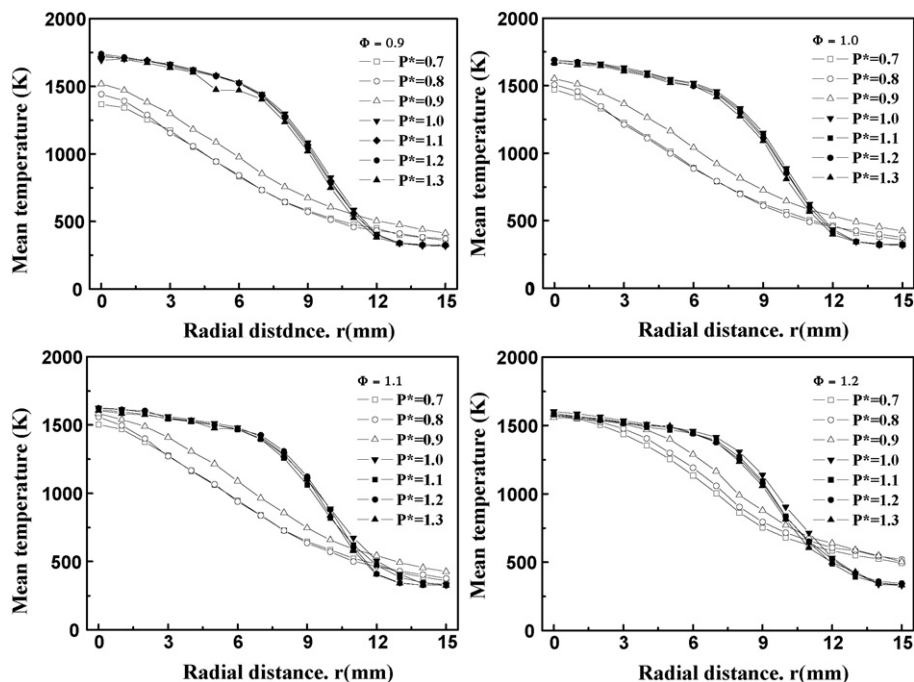 2000
1500
1000
500
0
Mean temperature (K)
Φ = 0.9
P*=0.7
P*=0.8
P*=0.9
P*=1.0
P*=1.1
P*=1.2
P*=1.3
0 3 6 9 12 15
Radial distdnce. r(mm)
2000
1500
1000
500
0
Mean temperature (K)
Φ = 1.0
P*=0.7
P*=0.8
P*=0.9
P*=1.0
P*=1.1
P*=1.2
P*=1.3
0 3 6 9 12 15
Radial distance. r(mm)
2000
1500
1000
500
0
Mean temperature (K)
Φ = 1.1
P*=0.7
P*=0.8
P*=0.9
P*=1.0
P*=1.1
P*=1.2
P*=1.3
0 3 6 9 12 15
Radial distance. r(mm)
2000
1500
1000
500
0
Mean temperature (K)
Φ = 1.2
P*=0.7
P*=0.8
P*=0.9
P*=1.0
P*=1.1
P*=1.2
P*=1.3
0 3 6 9 12 15
Radial distance. r(mm)